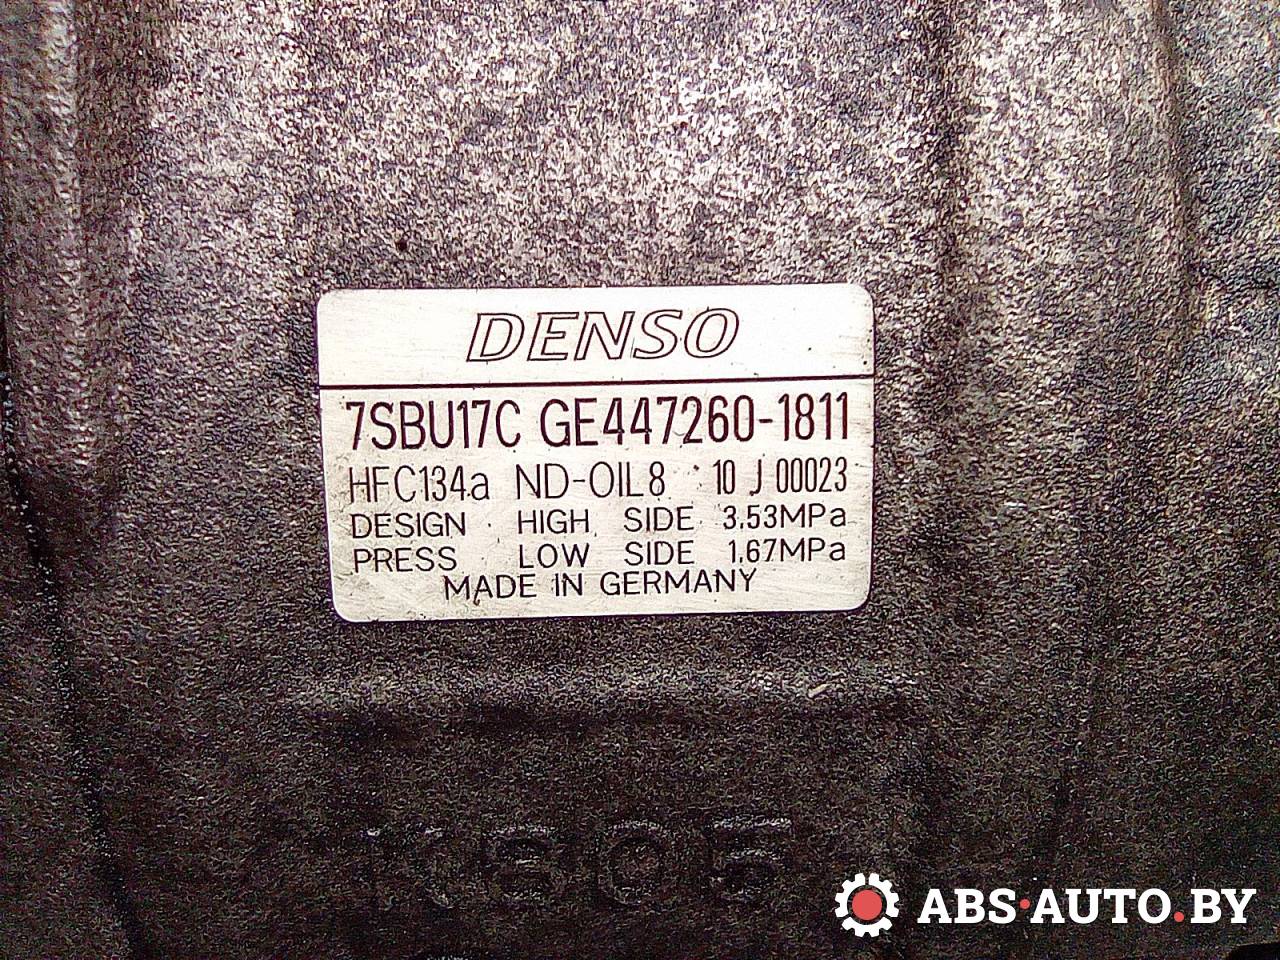 DENSO
7SBU17C GE447260-1811
HFC134a ND-OIL8 10 J 00023
DESIGN HIGH SIDE 3.53MPa
PRESS LOW SIDE 1.67MPa
MADE IN GERMANY
ABS·AUTO.BY